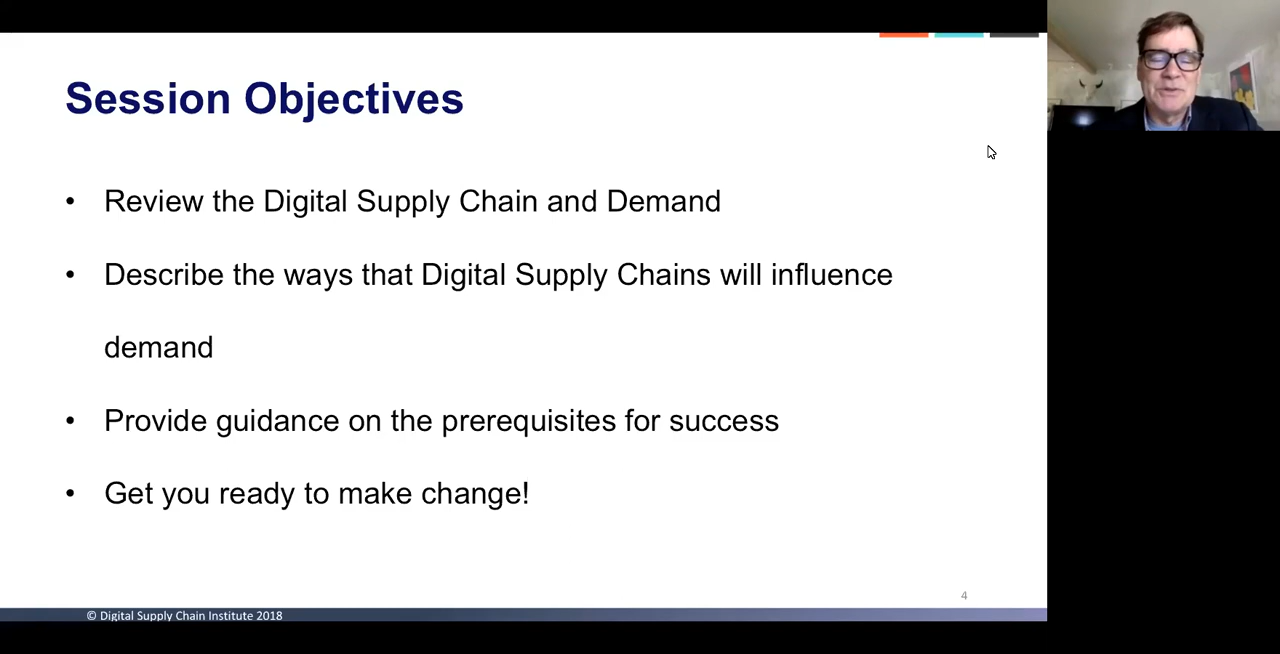 Session Objectives
• Review the Digital Supply Chain and Demand
• Describe the ways that Digital Supply Chains will influence
demand
• Provide guidance on the prerequisites for success
• Get you ready to make change!
4
© Digital Supply Chain Institute 2018